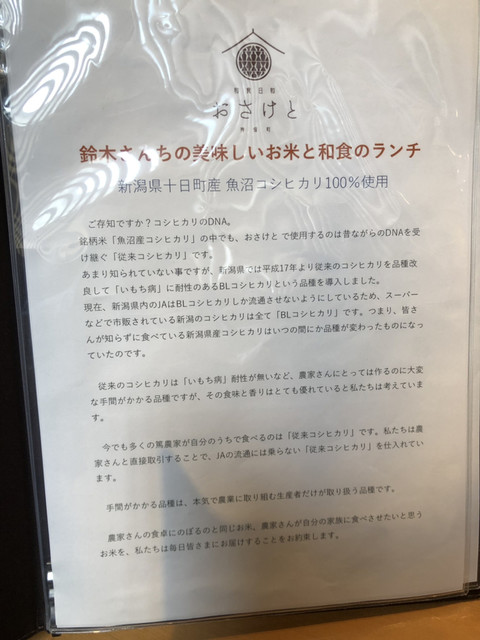 和食日和
おさけと
神保町
鈴木さんちの美味しいお米と和食のランチ
新潟県十日町産 魚沼コシヒカリ100％使用
ご存知ですか？コシヒカリのDNA。
銘柄米「魚沼産コシヒカリ」の中でも、おさけと で使用するのは昔ながらのDNAを受
け継ぐ「従来コシヒカリ」です。
あまり知られていない事ですが、新潟県では平成17年より従来のコシヒカリを品種改
良して「いもち病」に耐性のあるBLコシヒカリという品種を導入しました。
現在、新潟県内のJAはBLコシヒカリしか流通させないようにしているため、スーパー
などで市販されている新潟のコシヒカリは全て「BLコシヒカリ」です。つまり、皆さ
んが知らずに食べている新潟県産コシヒカリはいつの間にか品種が変わったものになっ
ていたのです。
従来のコシヒカリは「いもち病」耐性が無いなど、農家さんにとっては作るのに大変
な手間がかかる品種ですが、その食味と香りはとても優れていると私たちは考えていま
す。
今でも多くの篤農家が自分のうちで食べるのは「従来コシヒカリ」です。私たちは農
家さんと直接取引することで、JAの流通には乗らない「従来コシヒカリ」を仕入れてい
ます。
手間がかかる品種は、本気で農業に取り組む生産者だけが取り扱う品種です。
農家さんの食卓にのぼるのと同じお米、農家さんが自分の家族に食べさせたいと思う
お米を、私たちは毎日皆さまにお届けすることをお約束します。